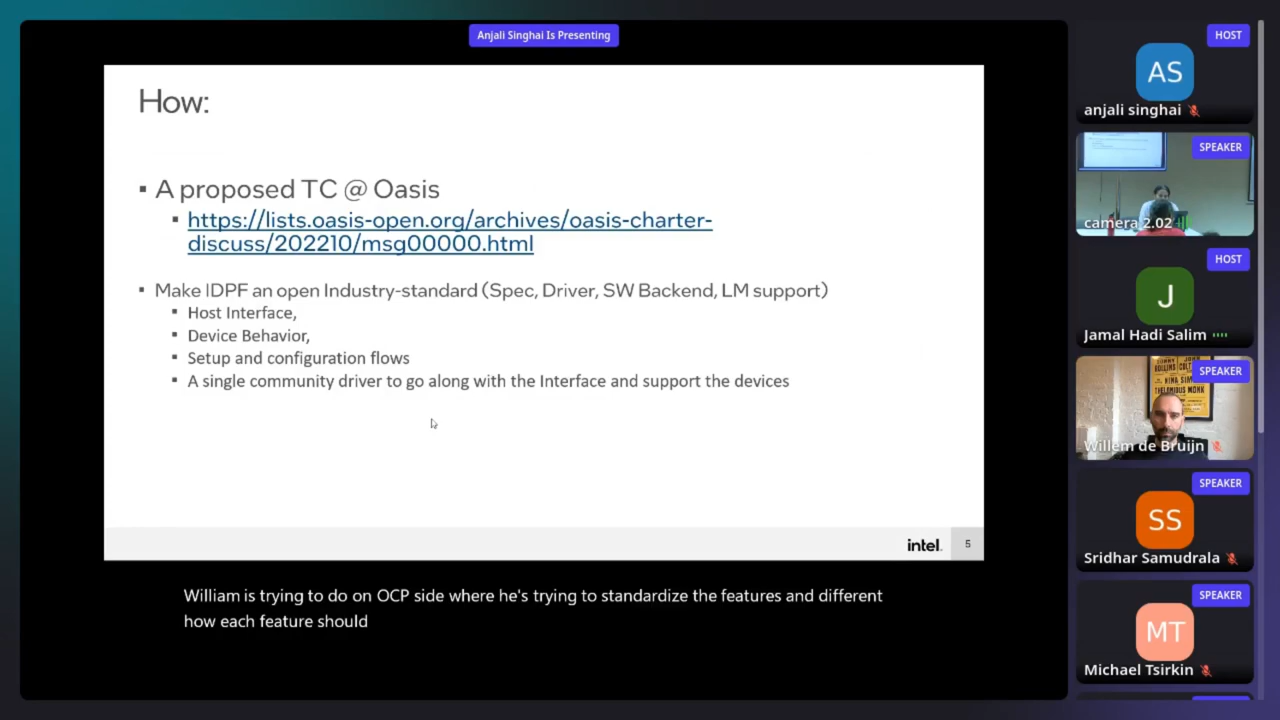 Anjali Singhai Is Presenting
How:
▪ A proposed TC @ Oasis
▪ https://lists.oasis-open.org/archives/oasis-charter-
discuss/202210/msg00000.html
▪ Make IDPF an open Industry-standard (Spec, Driver, SW Backend, LM support)
▪ Host Interface,
▪ Device Behavior,
▪ Setup and configuration flows
▪ A single community driver to go along with the Interface and support the devices
intel.
5
William is trying to do on OCP side where he's trying to standardize the features and different
how each feature should
HOST
AS
anjali singhai
SPEAKER
camera 2.02
HOST
J
Jamal Hadi Salim
SPEAKER
Willem de Bruijn
SPEAKER
SS
Sridhar Samudrala
SPEAKER
MT
Michael Tsirkin